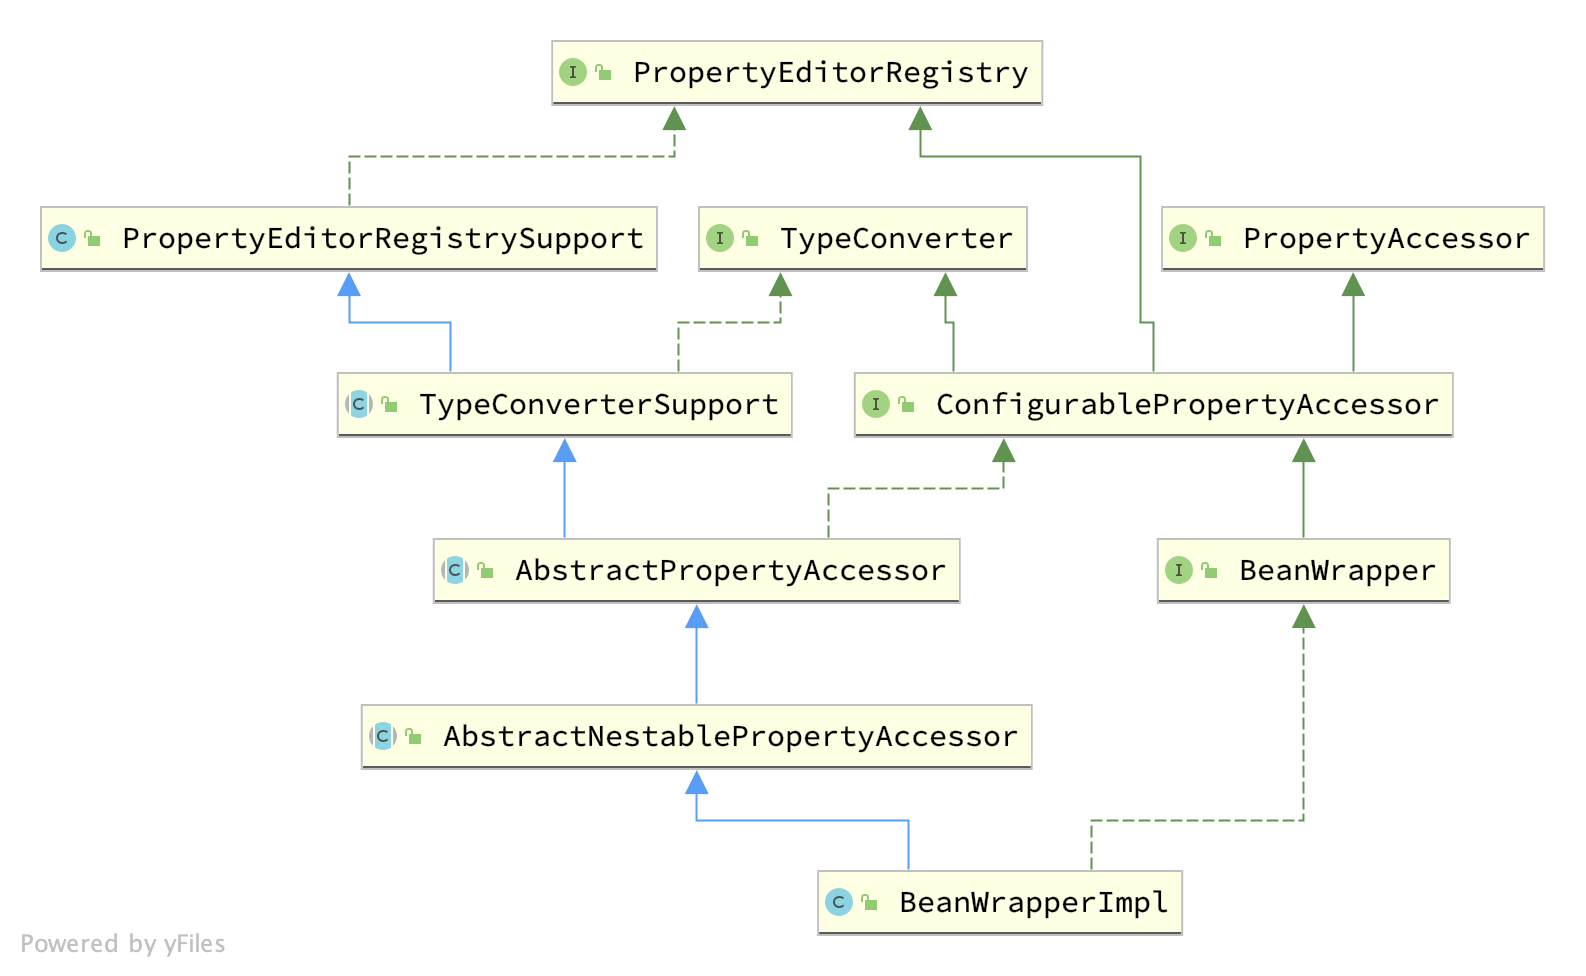 I PropertyEditorRegistry
C PropertyEditorRegistrySupport
I TypeConverter
I PropertyAccessor
C TypeConverterSupport
I ConfigurablePropertyAccessor
C AbstractPropertyAccessor
I BeanWrapper
C AbstractNestablePropertyAccessor
C BeanWrapperImpl
Powered by yFiles